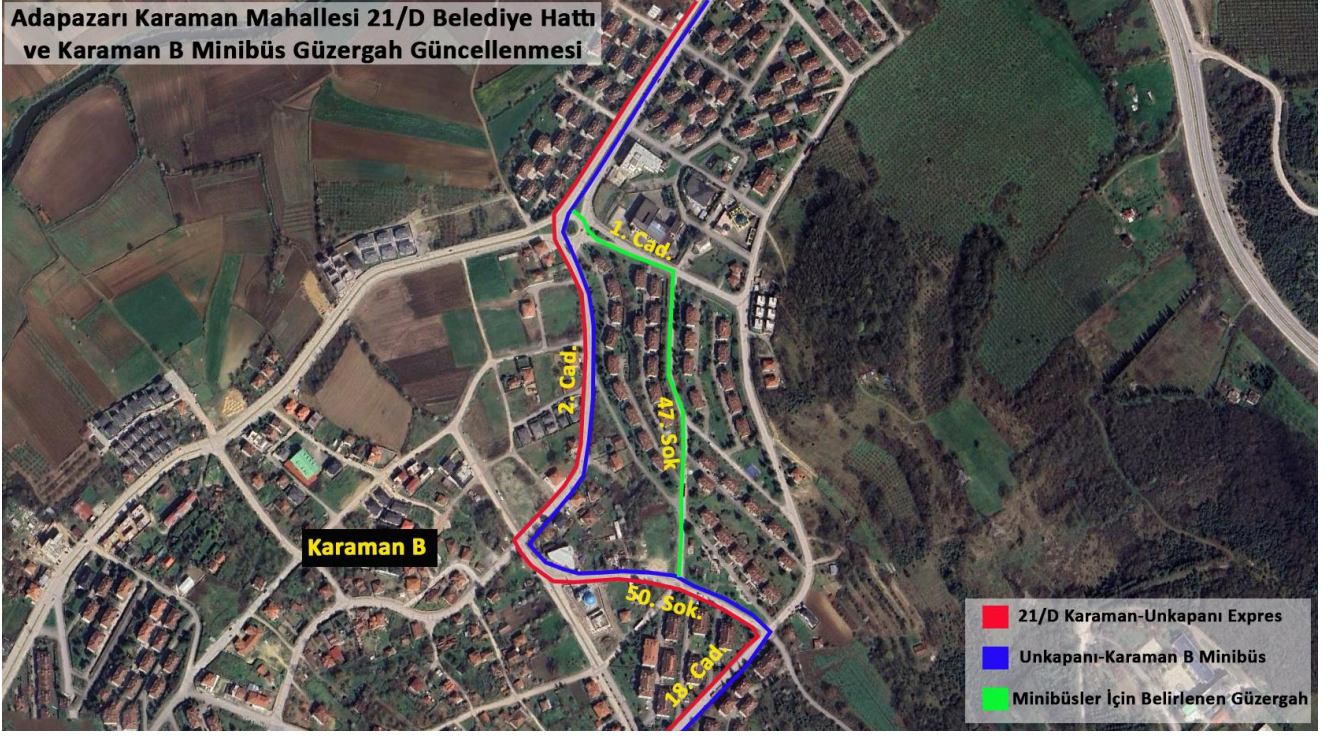 Adapazarı Karaman Mahallesi 21/D Belediye Hattı
ve Karaman B Minibüs Güzergah Güncellenmesi
1. Cad.
2. Cad.
47. Sok
Karaman B
50. Sok.
18. Cad.
21/D Karaman-Unkapanı Expres
Unkapanı-Karaman B Minibüs
Minibüsler İçin Belirlenen Güzergah